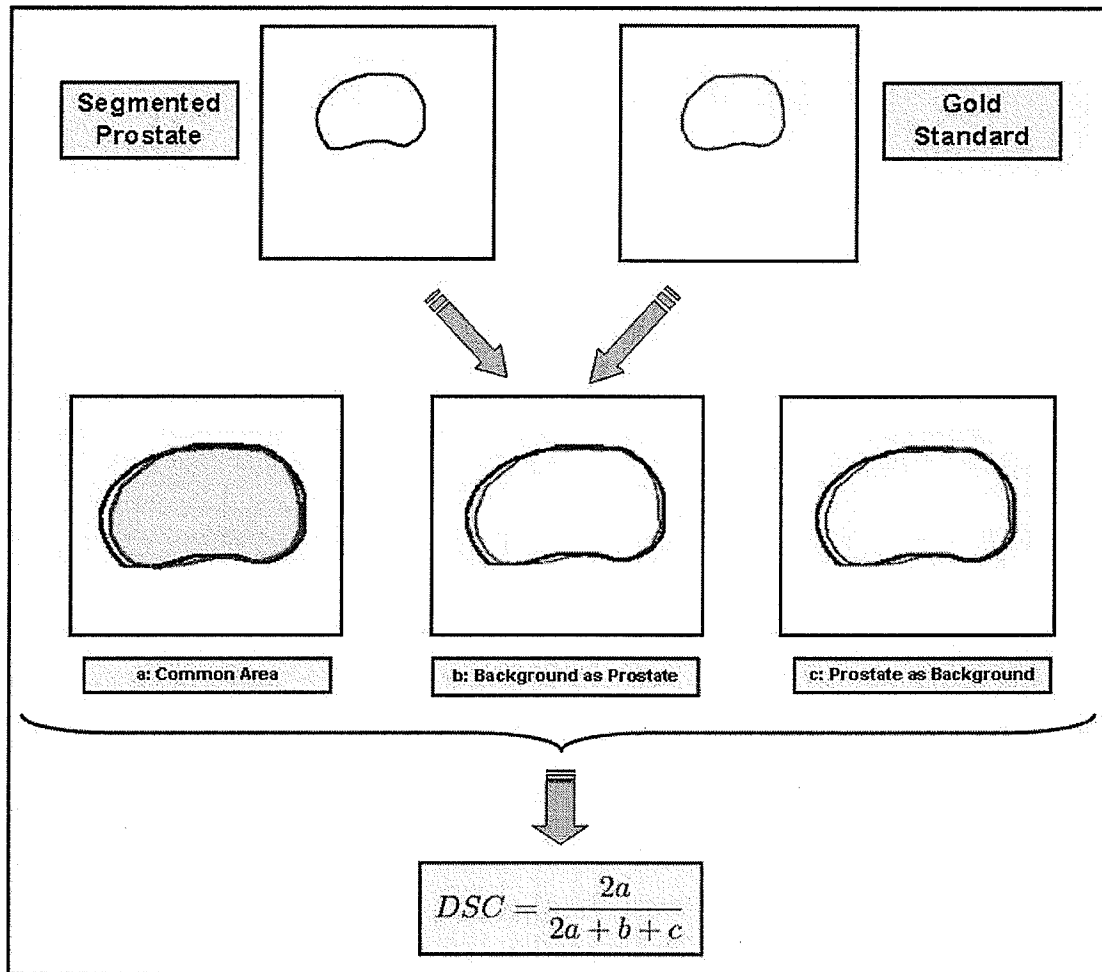 Segmented
Prostate
Gold
Standard
a: Common Area
b: Background as Prostate
c: Prostate as Background
DSC = 2a / 2a + b + c